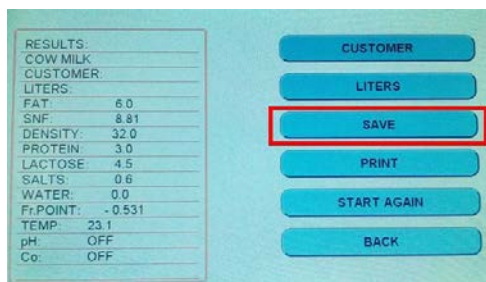 RESULTS:
COW MILK
CUSTOMER:
LITERS:
FAT: 6.0
SNF: 8.81
DENSITY: 32.0
PROTEIN: 3.0
LACTOSE: 4.5
SALTS: 0.6
WATER: 0.0
Fr.POINT: - 0.531
TEMP: 23.1
pH: OFF
Co: OFF
CUSTOMER
LITERS
SAVE
PRINT
START AGAIN
BACK